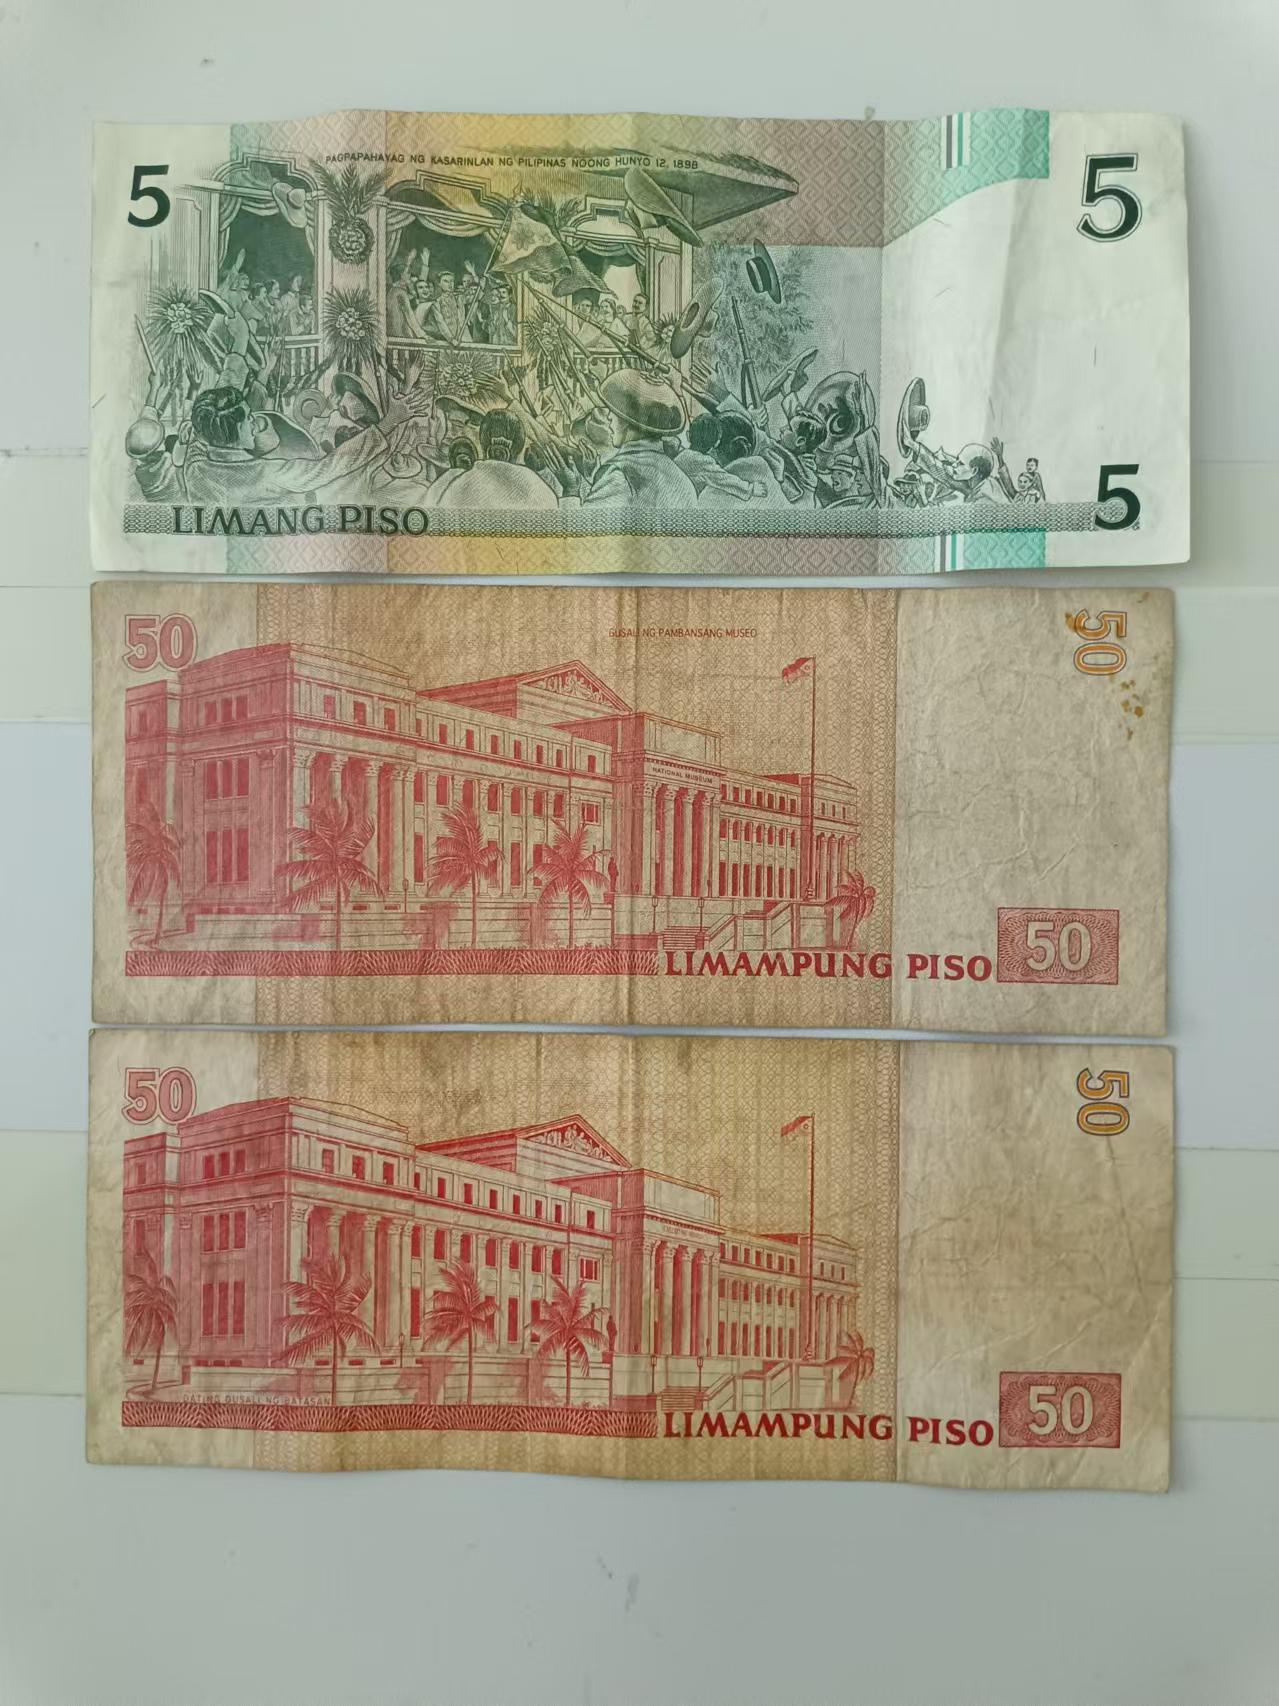 PAGPAPAHAYAG NG KASARINLAN NG PILIPINAS NOONG HUNYO 12, 1898
5
5
5
LIMANG PISO
50
GUSALI NG PAMBANSANG MUSEO
50
NATIONAL MUSEUM
LIMAMPUNG PISO
50
50
50
DATING GUSALI NG BATASAN
LIMAMPUNG PISO
50